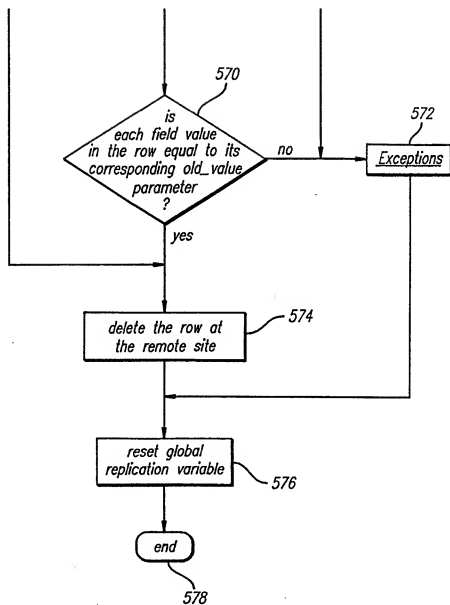 570
is
each field value
in the row equal to its
corresponding old_value
parameter
?
no
572
Exceptions
yes
delete the row at
the remote site
574
reset global
replication variable
576
end
578